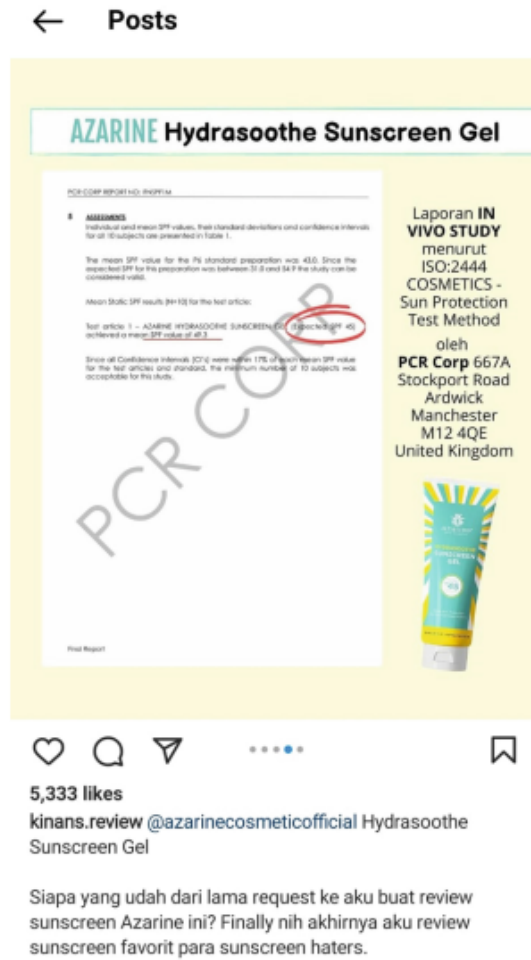 Posts
AZARINE Hydrasoothe Sunscreen Gel
PCR CORP REPORT NO:
8 ASSESSMENTS
Individual and mean SPF values, their standard deviations and confidence intervals
for all 10 subjects are presented in Table 1.
The mean SPF value for the P6 standard preparation was 43.0. Since the
expected SPF for this preparation was between 31.0 and 54.9 the study can be
considered valid.
Mean Static SPF results (N=10) for the test article:
Test article 1 – AZARINE HYDRASOOTHE SUNSCREEN GEL (Expected SPF 45)
achieved a mean SPF value of 49.3
Since all Confidence Intervals (CI's) were within 17% of each mean SPF value
for the test articles and standard, the minimum number of 10 subjects was
acceptable for this study.
PCR CORP
Final Report
Laporan IN
VIVO STUDY
menurut
ISO:2444
COSMETICS -
Sun Protection
Test Method
oleh
PCR Corp 667A
Stockport Road
Ardwick
Manchester
M12 4QE
United Kingdom
SUNSCREEN
GEL
5,333 likes
kinans.review @azarinecosmeticofficial Hydrasoothe
Sunscreen Gel
Siapa yang udah dari lama request ke aku buat review
sunscreen Azarine ini? Finally nih akhirnya aku review
sunscreen favorit para sunscreen haters.